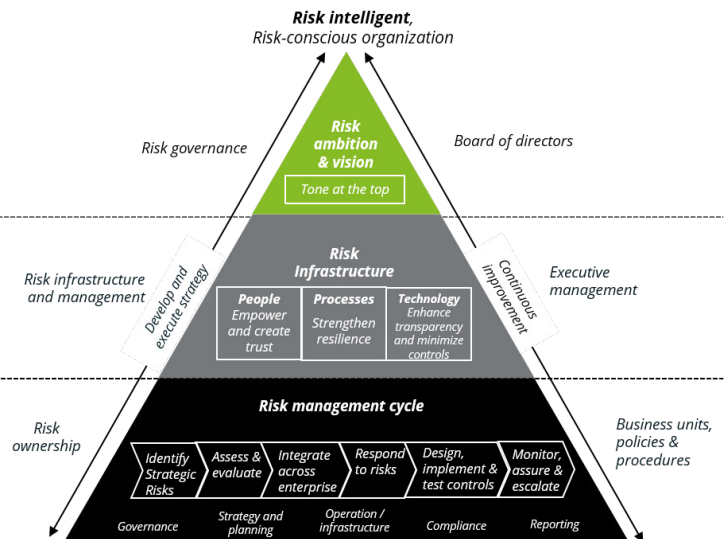 Risk intelligent,
Risk-conscious organization
Risk governance
Board of directors
Risk
ambition
& vision
Tone at the top
Risk infrastructure
and management
Develop and
execute strategy
Risk
Infrastructure
People
Empower
and create
trust
Processes
Strengthen
resilience
Technology
Enhance
transparency
and minimize
controls
Continuous
improvement
Executive
management
Risk
ownership
Risk management cycle
Business units,
policies &
procedures
Identify
Strategic
Risks
Assess &
evaluate
Integrate
across
enterprise
Respond
to risks
Design,
implement &
test controls
Monitor,
assure &
escalate
Governance
Strategy and
planning
Operation /
infrastructure
Compliance
Reporting